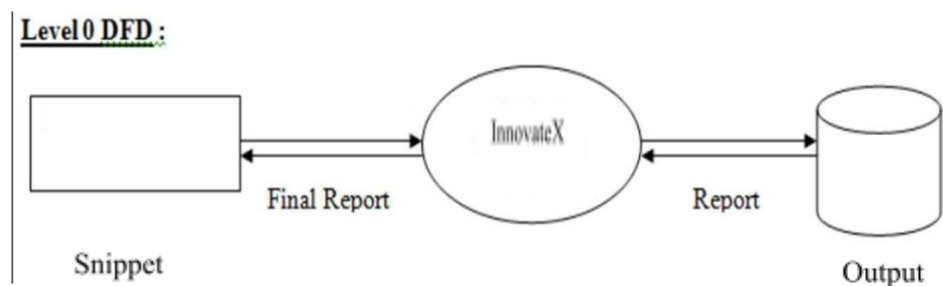 Level 0 DFD :
InnovateX
Final Report
Report
Snippet
Output